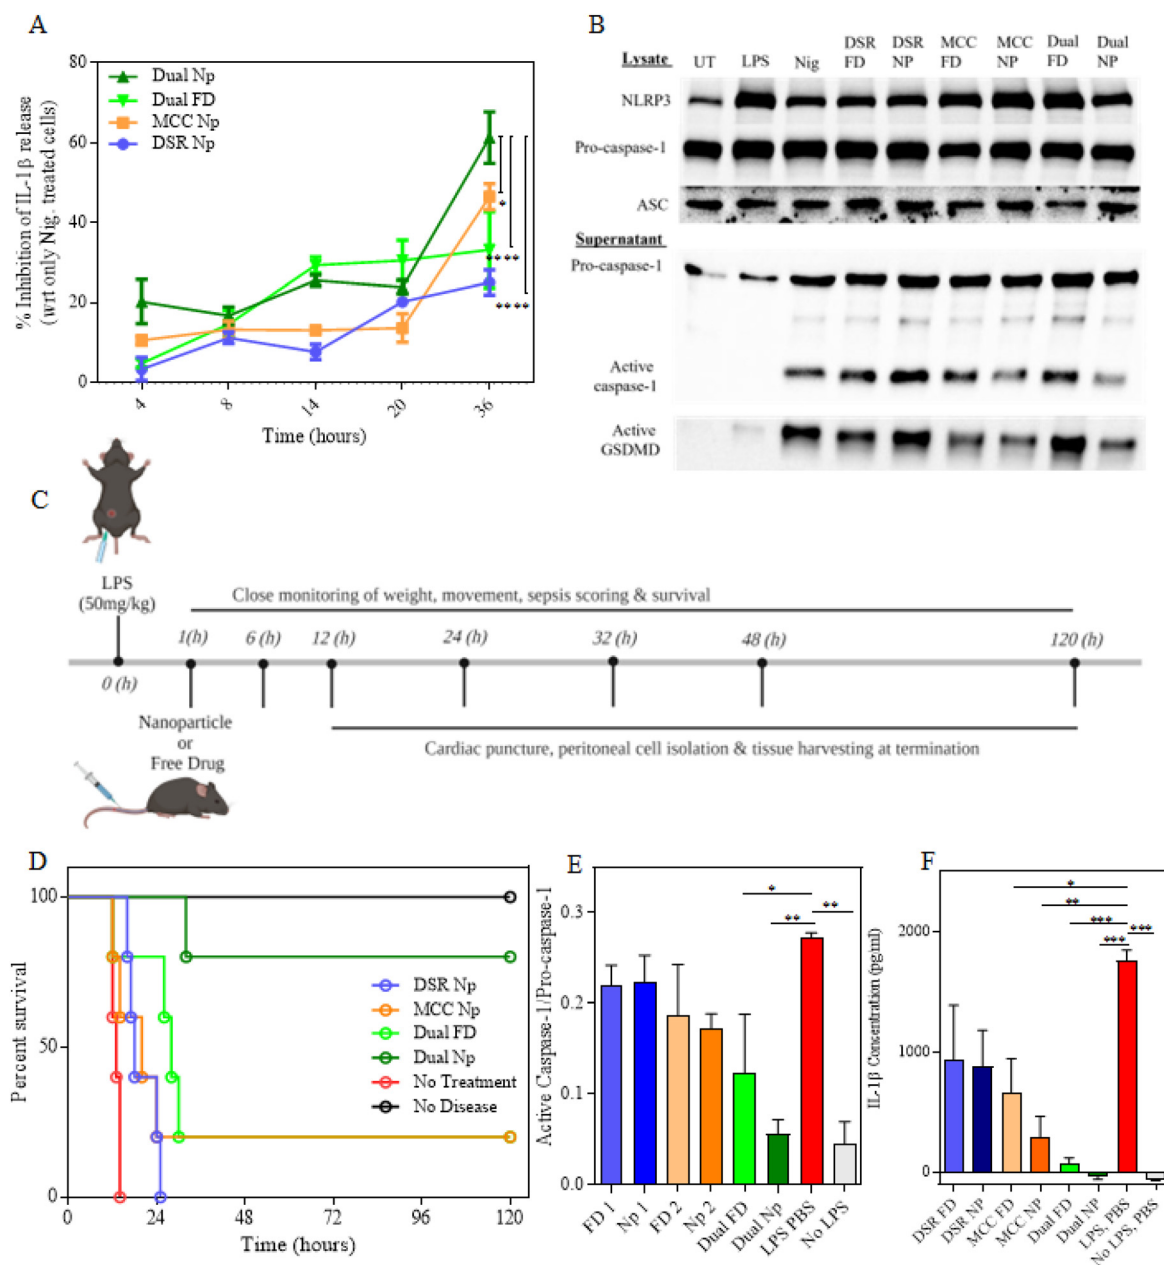 A
% Inhibition of IL-1β release
(wrt only Nig. treated cells)
80
60
40
20
0
Dual Np
Dual FD
MCC Np
DSR Np
*
****
****
4
8
14
20
36
Time (hours)
B
Lysate
UT
LPS
Nig
DSR FD
DSR NP
MCC FD
MCC NP
Dual FD
Dual NP
NLRP3
Pro-caspase-1
ASC
Supernatant
Pro-caspase-1
Active
caspase-1
Active
GSDMD
C
LPS
(50mg/kg)
Close monitoring of weight, movement, sepsis scoring & survival
0 (h)
1(h)
6 (h)
12 (h)
24 (h)
32 (h)
48 (h)
120 (h)
Nanoparticle
or
Free Drug
Cardiac puncture, peritoneal cell isolation & tissue harvesting at termination
D
Percent survival
100
50
0
DSR Np
MCC Np
Dual FD
Dual Np
No Treatment
No Disease
0
24
48
72
96
120
Time (hours)
E
Active Caspase-1/Pro-caspase-1
0.3
0.2
0.1
0.0
*
**
**
FD 1
Np 1
FD 2
Np 2
Dual FD
Dual Np
LPS PBS
No LPS
F
IL-1β Concentration (pg/ml)
2000
1000
0
*
**
***
***
***
DSR FD
DSR NP
MCC FD
MCC NP
Dual FD
Dual NP
LPS, PBS
No LPS, PBS